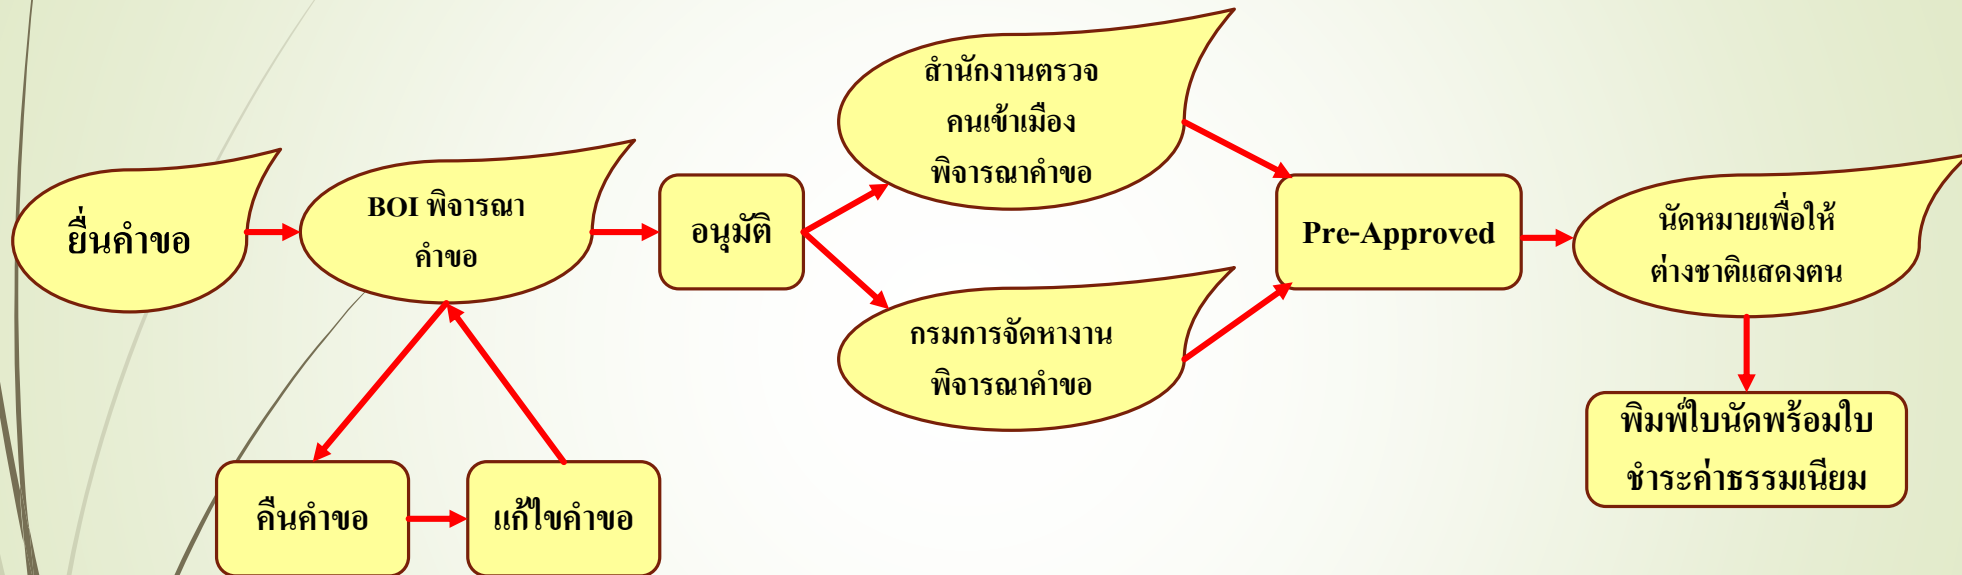 ยื่นคำขอ
BOI พิจารณา
คำขอ
อนุมัติ
สำนักงานตรวจ
คนเข้าเมือง
พิจารณาคำขอ
กรมการจัดหางาน
พิจารณาคำขอ
Pre-Approved
นัดหมายเพื่อให้
ต่างชาติแสดงตน
พิมพ์ใบนัดพร้อมใบ
ชำระค่าธรรมเนียม
คืนคำขอ
แก้ไขคำขอ